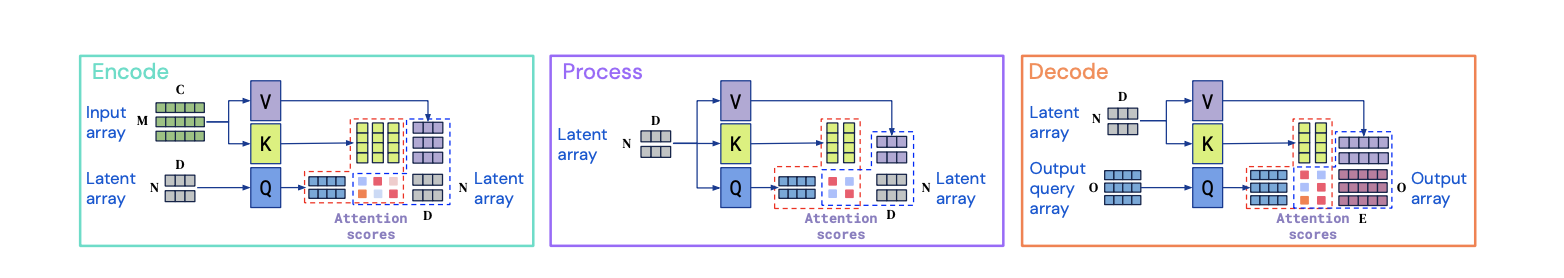 Encode
C
Input
array
M
V
K
Q
D
Latent
array
N
N
Latent
array
D
Attention
scores
Process
D
Latent
array
N
V
K
Q
N
Latent
array
D
Attention
scores
Decode
D
Latent
array
N
V
K
Q
Output
query
array
O
O
Output
array
E
Attention
scores